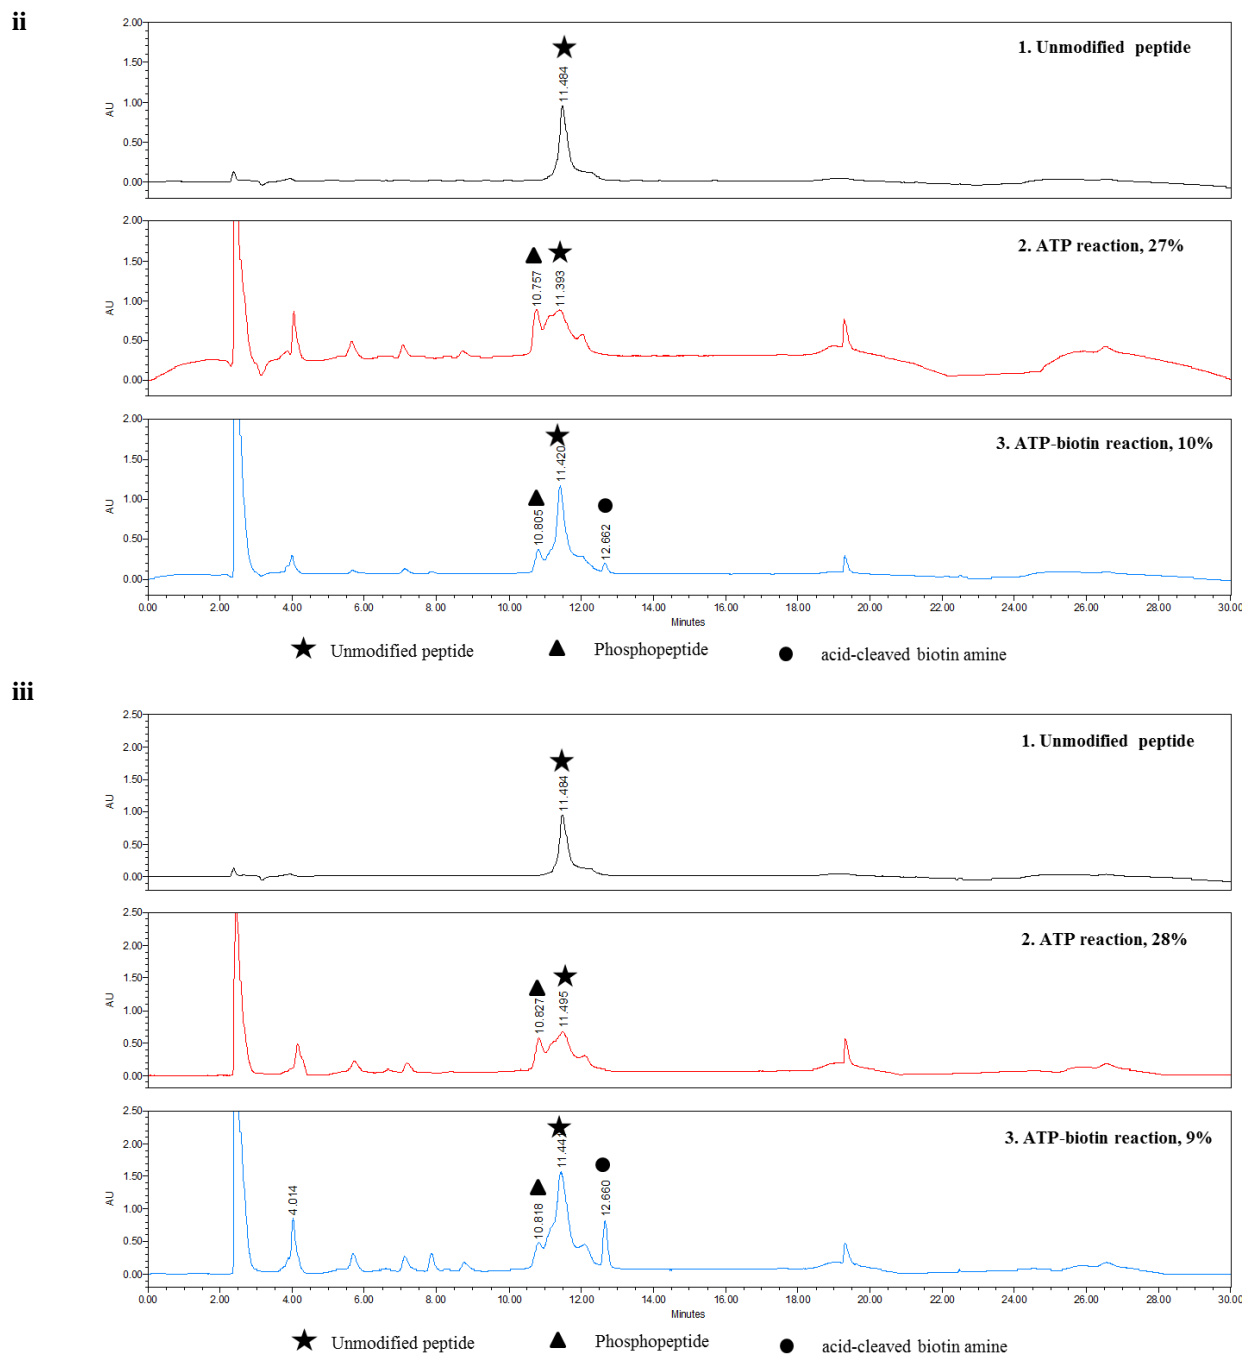 ii
2.00
1.50
1.00
0.50
0.00
AU
11.484
1. Unmodified peptide
2.00
1.50
1.00
0.50
0.00
AU
10.757
11.393
2. ATP reaction, 27%
2.00
1.50
1.00
0.50
0.00
AU
10.805
11.420
12.662
3. ATP-biotin reaction, 10%
0.00 2.00 4.00 6.00 8.00 10.00 12.00 14.00 16.00 18.00 20.00 22.00 24.00 26.00 28.00 30.00
Minutes
Unmodified peptide Phosphopeptide acid-cleaved biotin amine
iii
2.50
2.00
1.50
1.00
0.50
0.00
AU
11.484
1. Unmodified peptide
2.50
2.00
1.50
1.00
0.50
0.00
AU
10.827
11.495
2. ATP reaction, 28%
2.50
2.00
1.50
1.00
0.50
0.00
AU
4.014
10.818
11.44
12.660
3. ATP-biotin reaction, 9%
0.00 2.00 4.00 6.00 8.00 10.00 12.00 14.00 16.00 18.00 20.00 22.00 24.00 26.00 28.00 30.00
Minutes
Unmodified peptide Phosphopeptide acid-cleaved biotin amine